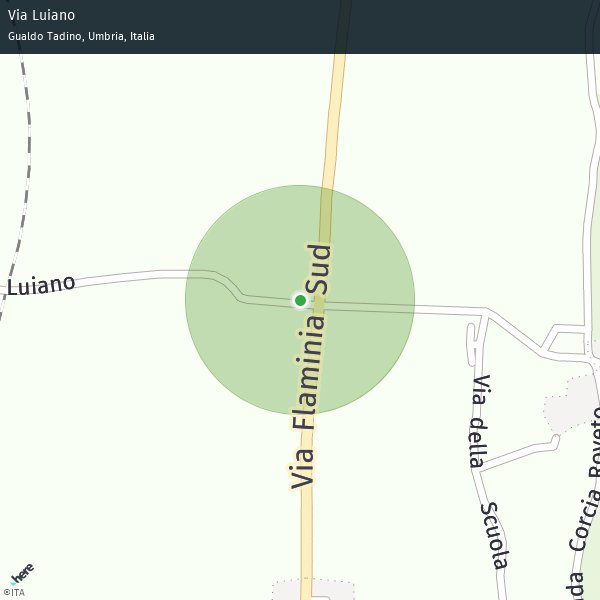 Via Luiano
Gualdo Tadino, Umbria, Italia
Luiano
Via Flaminia Sud
Via della Scuola
Corcia Roveto
here
©ITA